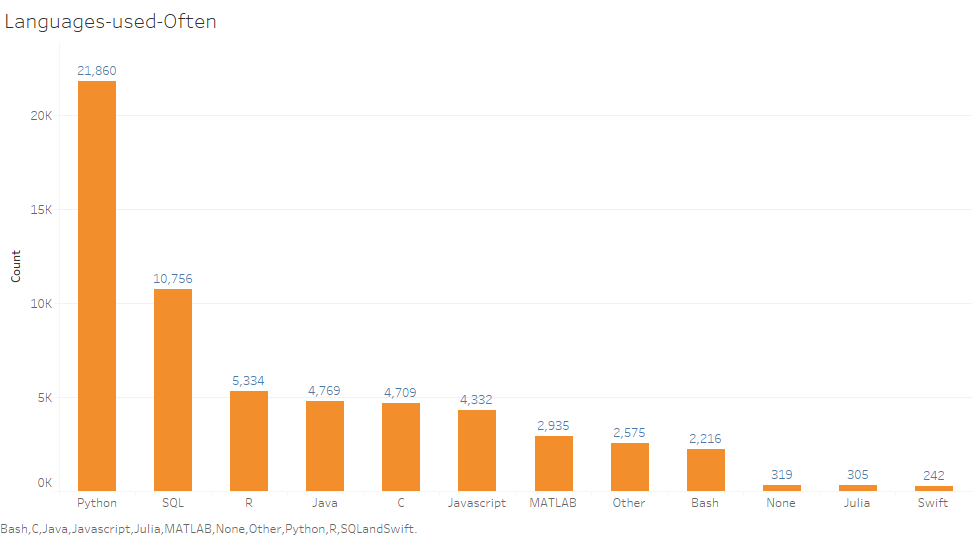 Languages-used-Often
21,860
20K
15K
10,756
10K
5,334
5K
4,769
4,709
4,332
2,935
2,575
2,216
319
305
242
0K
Count
Python SQL R Java C Javascript MATLAB Other Bash None Julia Swift
Bash,C,Java,Javascript,Julia,MATLAB,None,Other,Python,R,SQLandSwift.